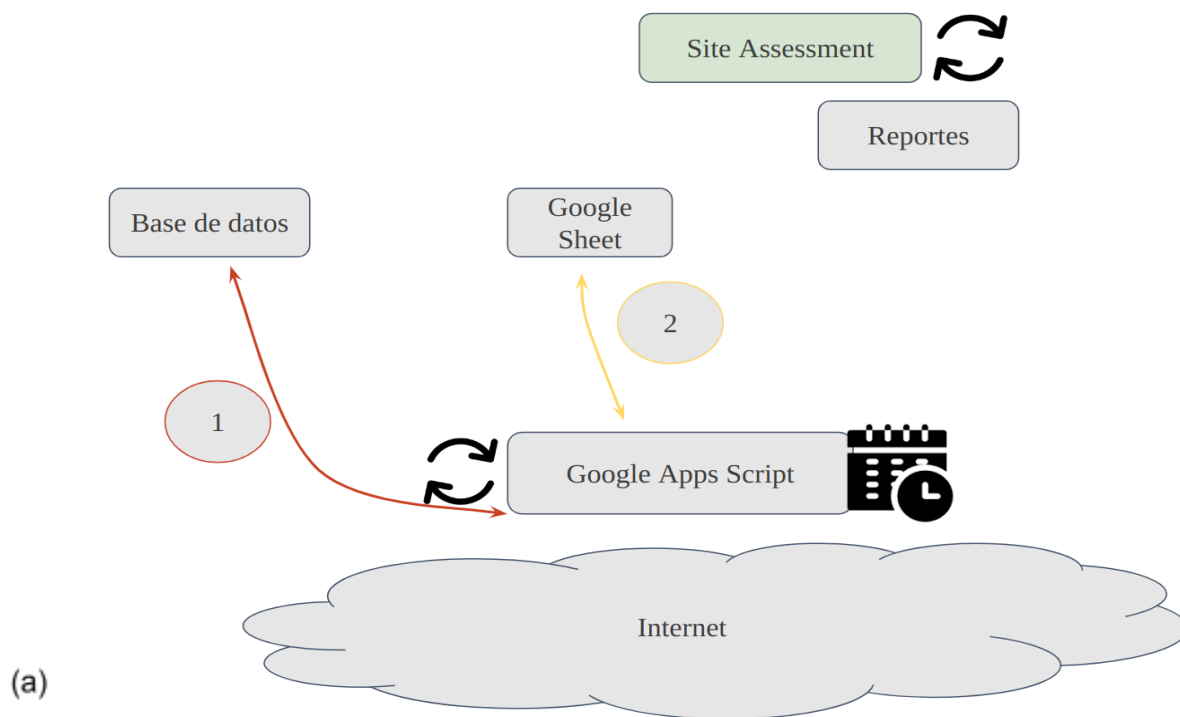 Site Assessment
Reportes
Base de datos
Google
Sheet
2
1
Google Apps Script
Internet
(a)